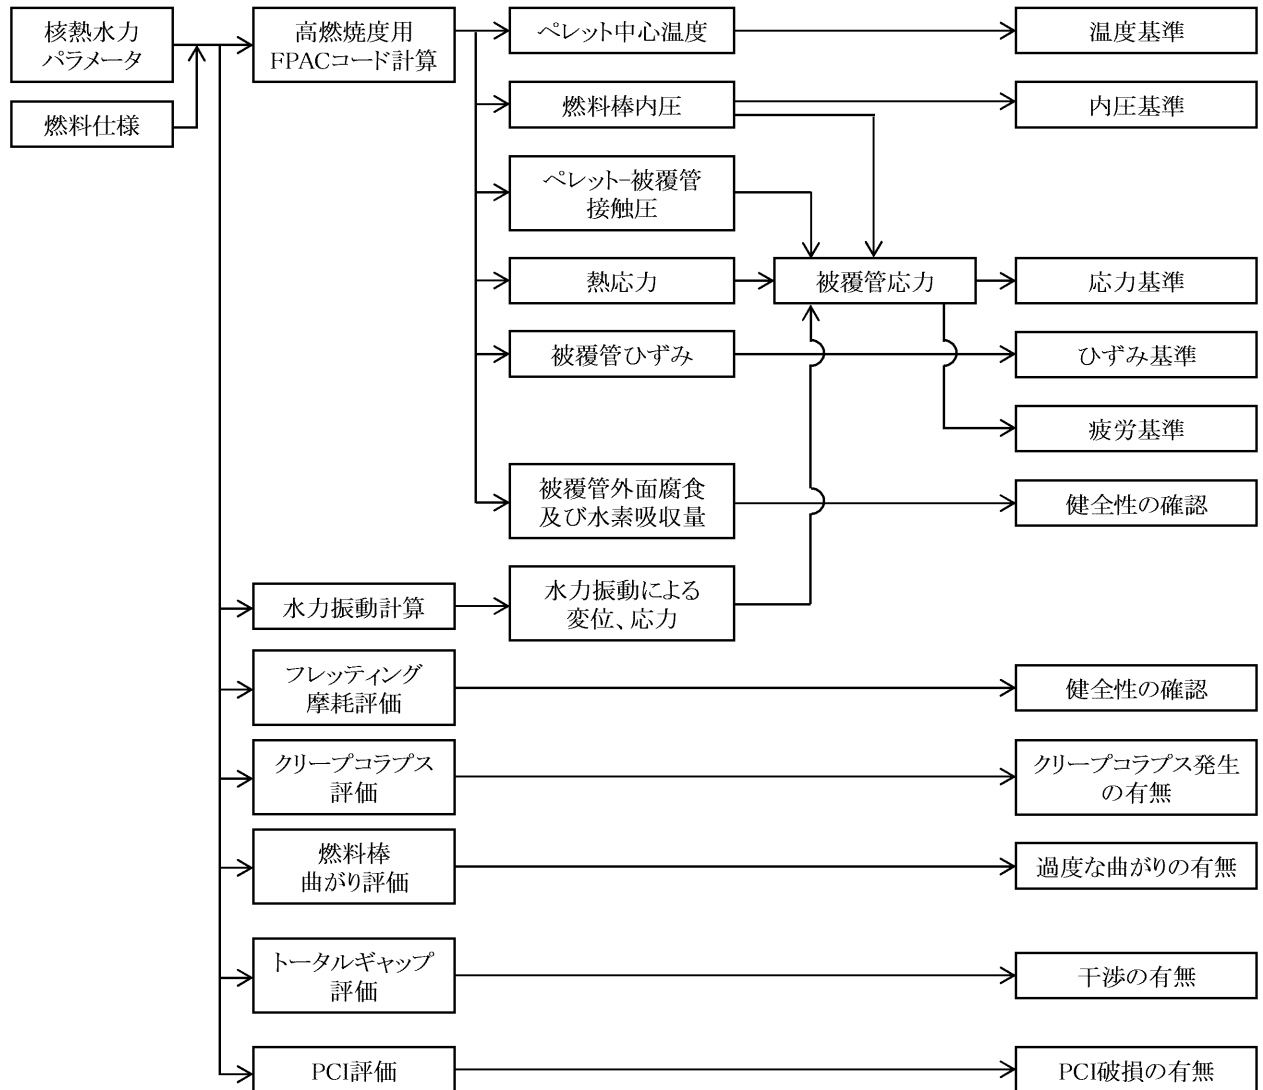 核熱水力
パラメータ
燃料仕様
高燃焼度用
FPACコード計算
ペレット中心温度
温度基準
燃料棒内圧
内圧基準
ペレット−被覆管
接触圧
熱応力
被覆管応力
応力基準
被覆管ひずみ
ひずみ基準
疲労基準
被覆管外面腐食
及び水素吸収量
健全性の確認
水力振動計算
水力振動による
変位、応力
フレッティング
摩耗評価
健全性の確認
クリープコラプス
評価
クリープコラプス発生
の有無
燃料棒
曲がり評価
過度な曲がりの有無
トータルギャップ
評価
干渉の有無
PCI評価
PCI破損の有無